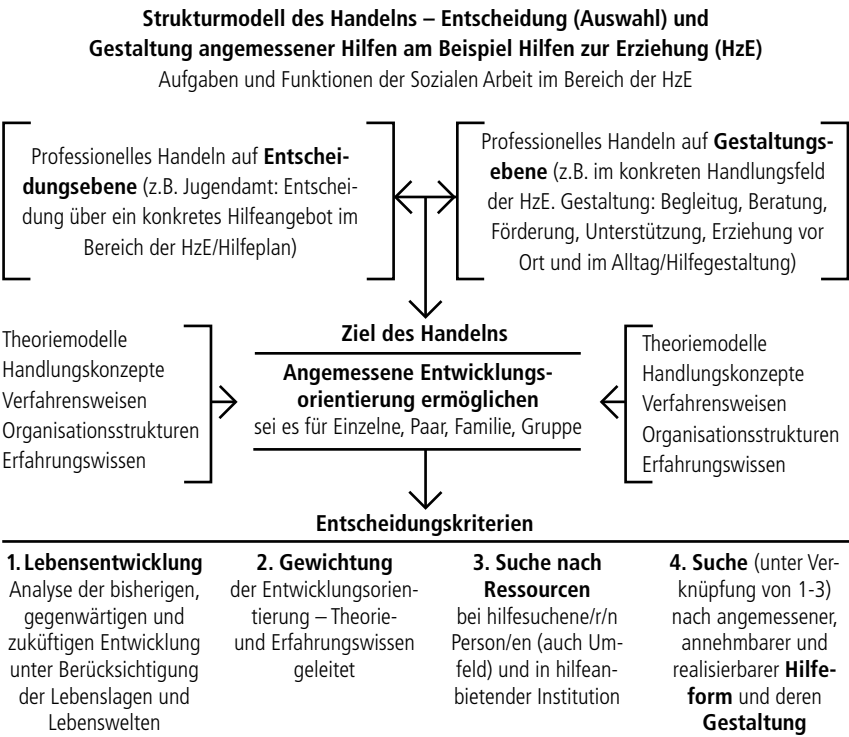 Strukturmodell des Handelns – Entscheidung (Auswahl) und
Gestaltung angemessener Hilfen am Beispiel Hilfen zur Erziehung (HzE)
Aufgaben und Funktionen der Sozialen Arbeit im Bereich der HzE
Professionelles Handeln auf Entschei-
dungsebene (z.B. Jugendamt: Entschei-
dung über ein konkretes Hilfeangebot im
Bereich der HzE/Hilfeplan)
Professionelles Handeln auf Gestaltungs-
ebene (z.B. im konkreten Handlungsfeld
der HzE. Gestaltung: Begleitug, Beratung,
Förderung, Unterstützung, Erziehung vor
Ort und im Alltag/Hilfegestaltung)
Theoriemodelle
Handlungskonzepte
Verfahrensweisen
Organisationsstrukturen
Erfahrungswissen
Ziel des Handelns
Angemessene Entwicklungs-
orientierung ermöglichen
sei es für Einzelne, Paar, Familie, Gruppe
Theoriemodelle
Handlungskonzepte
Verfahrensweisen
Organisationsstrukturen
Erfahrungswissen
Entscheidungskriterien
1. Lebensentwicklung
Analyse der bisherigen,
gegenwärtigen und
zuküftigen Entwicklung
unter Berücksichtigung
der Lebenslagen und
Lebenswelten
2. Gewichtung
der Entwicklungsorien-
tierung – Theorie-
und Erfahrungswissen
geleitet
3. Suche nach
Ressourcen
bei hilfesuchene/r/n
Person/en (auch Um-
feld) und in hilfean-
bietender Institution
4. Suche (unter Ver-
knüpfung von 1-3)
nach angemessener,
annehmbarer und
realisierbarer Hilfe-
form und deren
Gestaltung